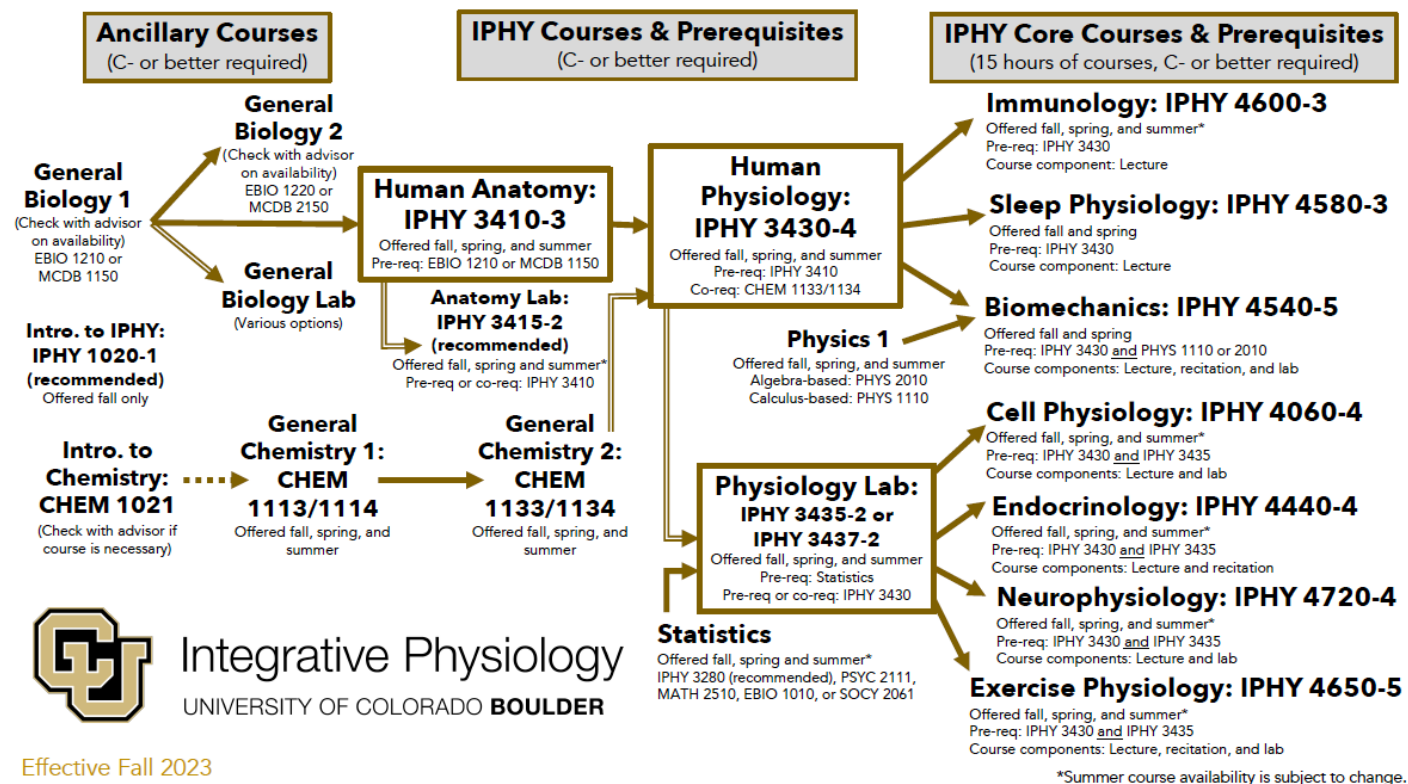 Ancillary Courses
(C- or better required)
IPHY Courses & Prerequisites
(C- or better required)
IPHY Core Courses & Prerequisites
(15 hours of courses, C- or better required)
General
Biology 1
(Check with advisor
on availability)
EBIO 1210 or
MCDB 1150
General
Biology 2
(Check with advisor
on availability)
EBIO 1220 or
MCDB 2150
General
Biology Lab
(Various options)
Intro. to IPHY:
IPHY 1020-1
(recommended)
Offered fall only
Intro. to
Chemistry:
CHEM 1021
(Check with advisor if
course is necessary)
General
Chemistry 1:
CHEM
1113/1114
Offered fall, spring, and
summer
General
Chemistry 2:
CHEM
1133/1134
Offered fall, spring, and
summer
Human Anatomy:
IPHY 3410-3
Offered fall, spring, and summer
Pre-req: EBIO 1210 or MCDB 1150
Anatomy Lab:
IPHY 3415-2
(recommended)
Offered fall, spring and summer*
Pre-req or co-req: IPHY 3410
Human
Physiology:
IPHY 3430-4
Offered fall, spring, and summer
Pre-req: IPHY 3410
Co-req: CHEM 1133/1134
Physics 1
Offered fall, spring, and summer
Algebra-based: PHYS 2010
Calculus-based: PHYS 1110
Physiology Lab:
IPHY 3435-2 or
IPHY 3437-2
Offered fall, spring, and summer
Pre-req: Statistics
Pre-req or co-req: IPHY 3430
Statistics
Offered fall, spring and summer*
IPHY 3280 (recommended), PSYC 2111,
MATH 2510, EBIO 1010, or SOCY 2061
Immunology: IPHY 4600-3
Offered fall, spring, and summer*
Pre-req: IPHY 3430
Course component: Lecture
Sleep Physiology: IPHY 4580-3
Offered fall and spring
Pre-req: IPHY 3430
Course component: Lecture
Biomechanics: IPHY 4540-5
Offered fall and spring
Pre-req: IPHY 3430 and PHYS 1110 or 2010
Course components: Lecture, recitation, and lab
Cell Physiology: IPHY 4060-4
Offered fall, spring, and summer*
Pre-req: IPHY 3430 and IPHY 3435
Course components: Lecture and lab
Endocrinology: IPHY 4440-4
Offered fall, spring, and summer*
Pre-req: IPHY 3430 and IPHY 3435
Course components: Lecture and recitation
Neurophysiology: IPHY 4720-4
Offered fall, spring, and summer*
Pre-req: IPHY 3430 and IPHY 3435
Course components: Lecture and lab
Exercise Physiology: IPHY 4650-5
Offered fall, spring, and summer*
Pre-req: IPHY 3430 and IPHY 3435
Course components: Lecture, recitation, and lab
CU
Integrative Physiology
UNIVERSITY OF COLORADO BOULDER
Effective Fall 2023
*Summer course availability is subject to change.